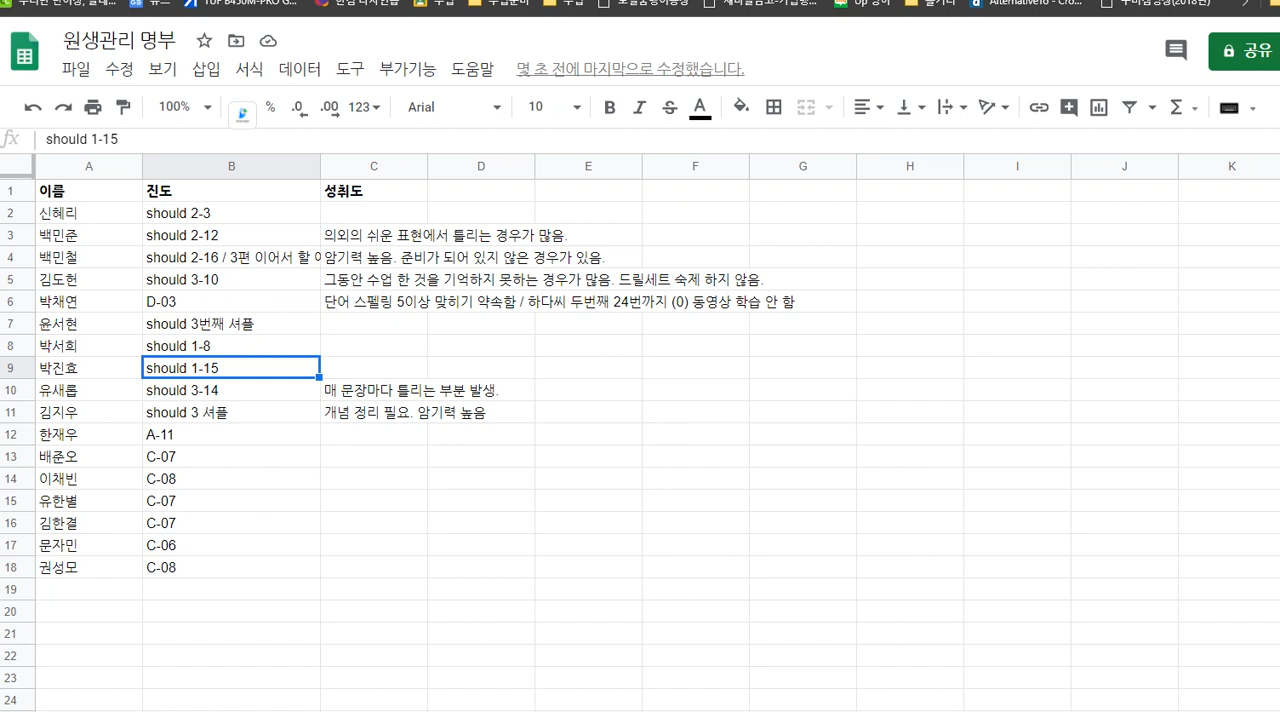 원생관리 명부
파일 수정 보기 삽입 서식 데이터 도구 부가기능 도움말 몇 초 전에 마지막으로 수정했습니다.
공유
100% % .0 .00 123 Arial 10 B I S A Σ
fx should 1-15
A B C D E F G H I J K
1 이름 진도 성취도
2 신혜리 should 2-3
3 백민준 should 2-12 의외의 쉬운 표현에서 틀리는 경우가 많음.
4 백민철 should 2-16 / 3편 이어서 할 암기력 높음. 준비가 되어 있지 않은 경우가 있음.
5 김도헌 should 3-10 그동안 수업 한 것을 기억하지 못하는 경우가 많음. 드릴세트 숙제 하지 않음.
6 박채연 D-03 단어 스펠링 5이상 맞히기 약속함 / 하다씨 두번째 24번까지 (0) 동영상 학습 안 함
7 윤서현 should 3번째 셔플
8 박서희 should 1-8
9 박진효 should 1-15
10 유새롭 should 3-14 매 문장마다 틀리는 부분 발생.
11 김지우 should 3 셔플 개념 정리 필요. 암기력 높음
12 한재우 A-11
13 배준오 C-07
14 이채빈 C-08
15 유한별 C-07
16 김한결 C-07
17 문자민 C-06
18 권성모 C-08
19
20
21
22
23
24